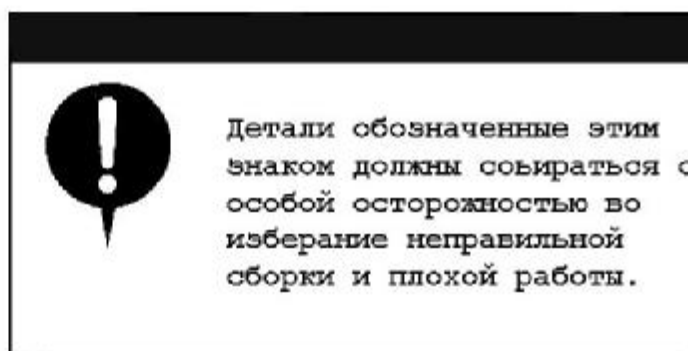 Детали обозначенные этим
знаком должны соьираться с
особой осторожностью во
изберание неправильной
сборки и плохой работы.